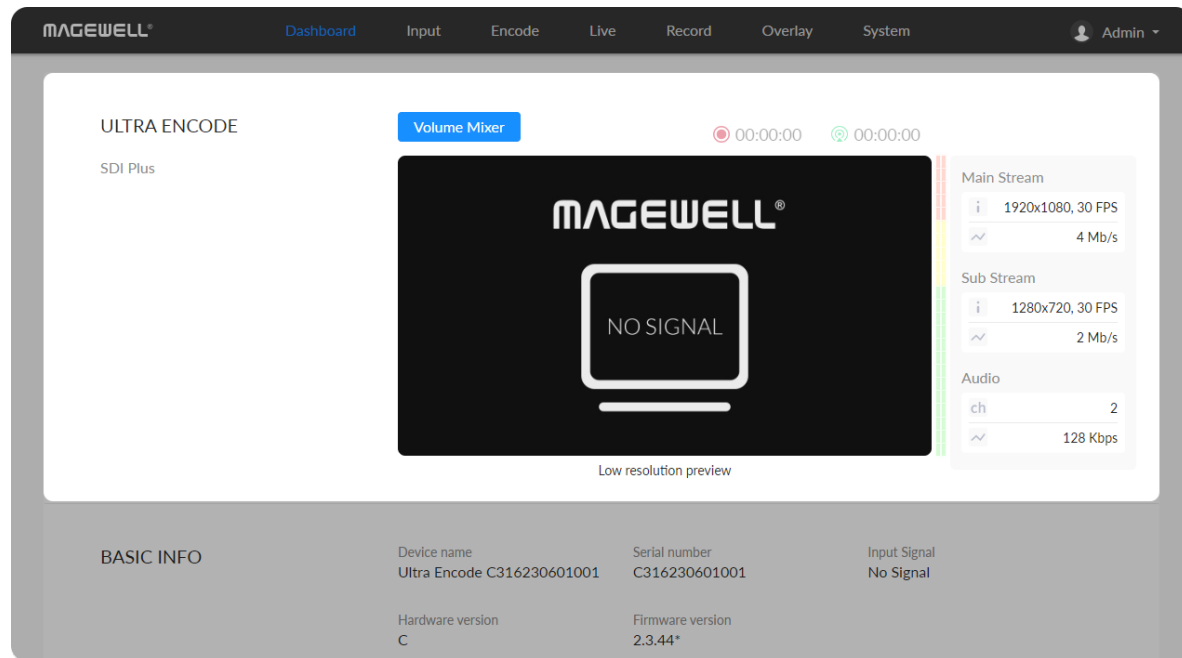 MAGEWELL®
Dashboard Input Encode Live Record Overlay System Admin
ULTRA ENCODE
SDI Plus
Volume Mixer
00:00:00 00:00:00
MAGEWELL®
NO SIGNAL
Low resolution preview
Main Stream
i 1920x1080, 30 FPS
4 Mb/s
Sub Stream
i 1280x720, 30 FPS
2 Mb/s
Audio
ch 2
128 Kbps
BASIC INFO
Device name
Ultra Encode C316230601001
Serial number
C316230601001
Input Signal
No Signal
Hardware version
C
Firmware version
2.3.44*